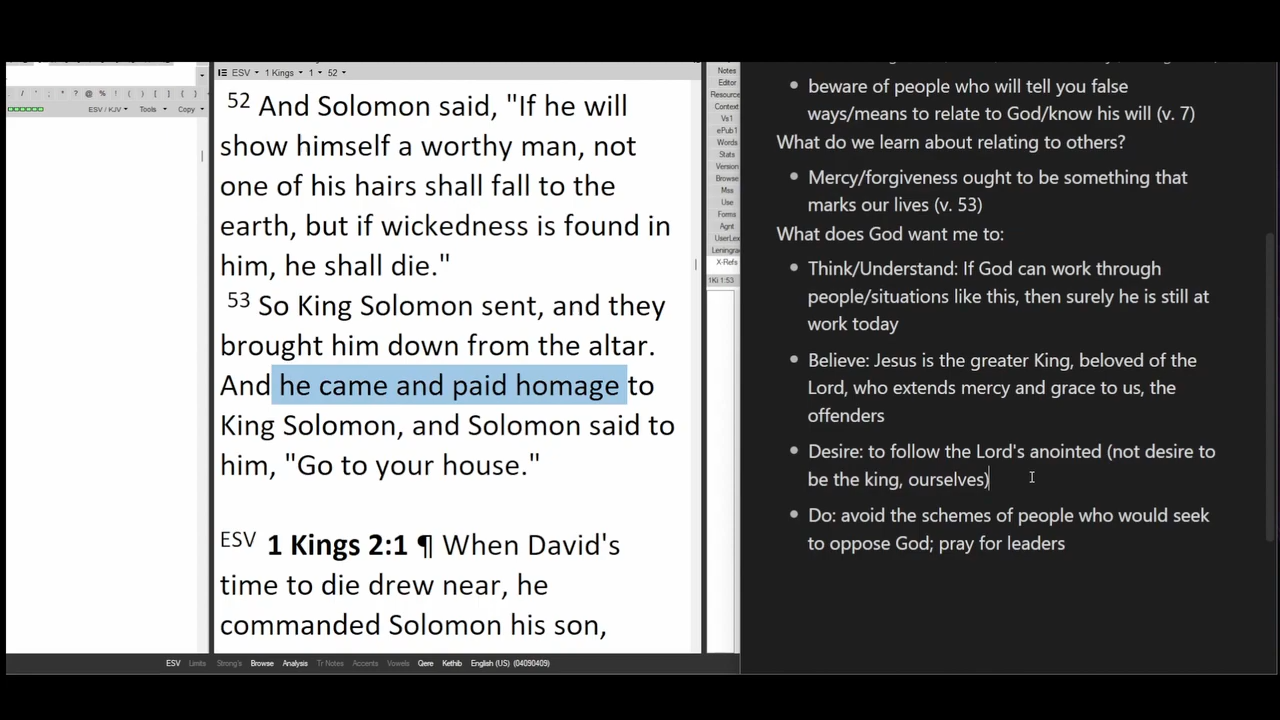 / ' ; " . , ? @ % ! ( ) [ ] { }
ESV / KJV Tools Copy
ESV 1 Kings 1 52
52 And Solomon said, "If he will
show himself a worthy man, not
one of his hairs shall fall to the
earth, but if wickedness is found in
him, he shall die."
53 So King Solomon sent, and they
brought him down from the altar.
And he came and paid homage to
King Solomon, and Solomon said to
him, "Go to your house."
ESV 1 Kings 2:1 ¶ When David's
time to die drew near, he
commanded Solomon his son,
ESV Limits Strong's Browse Analysis Tr Notes Accents Vowels Qere Kethib English (US) (04090409)
Notes
Editor
Resource
Context
Vs1
ePub1
Words
Stats
Version
Browse
Mss
Use
Forms
Agnt
UserLex
Leningra
X-Refs
1Ki 1:53
beware of people who will tell you false
ways/means to relate to God/know his will (v. 7)
What do we learn about relating to others?
Mercy/forgiveness ought to be something that
marks our lives (v. 53)
What does God want me to:
Think/Understand: If God can work through
people/situations like this, then surely he is still at
work today
Believe: Jesus is the greater King, beloved of the
Lord, who extends mercy and grace to us, the
offenders
Desire: to follow the Lord's anointed (not desire to
be the king, ourselves)
Do: avoid the schemes of people who would seek
to oppose God; pray for leaders